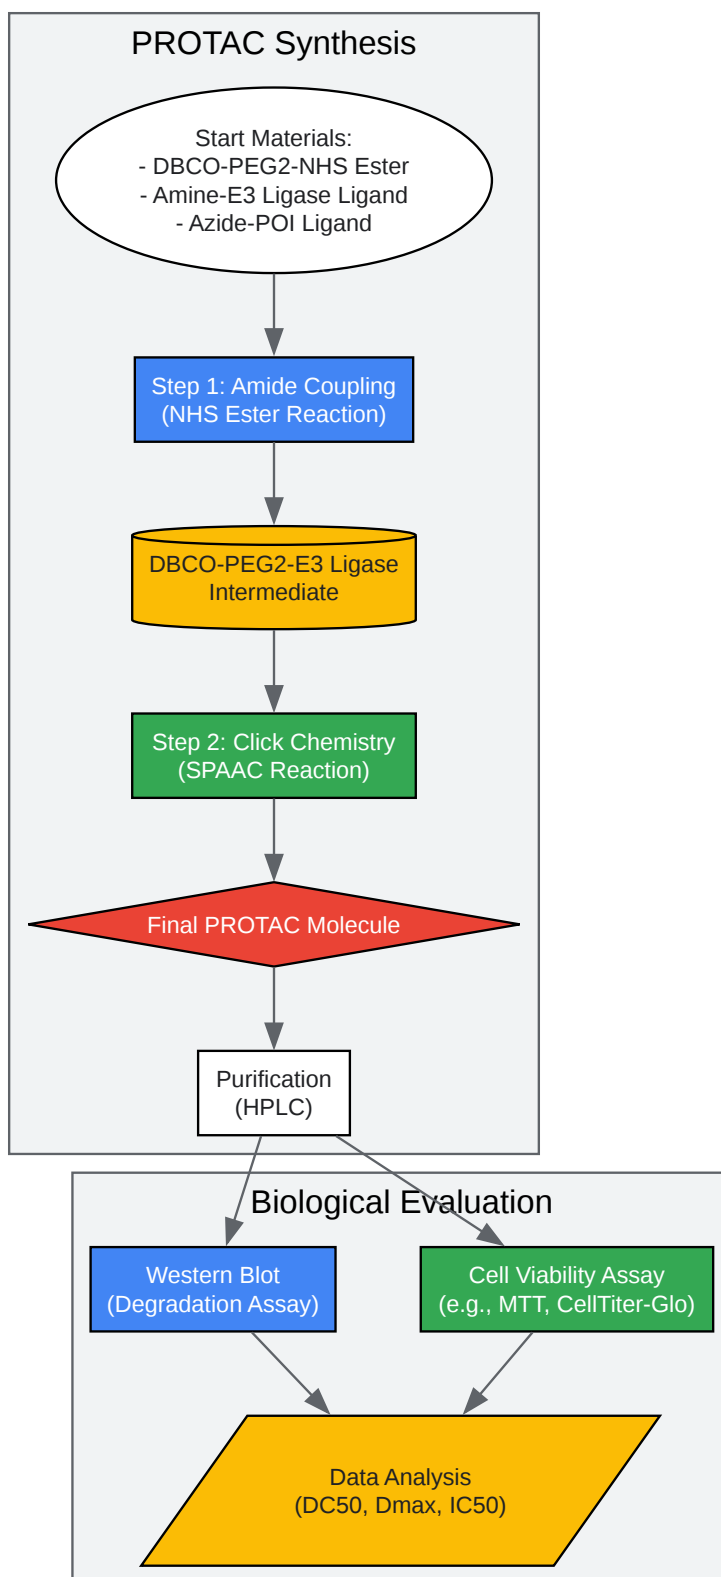 PROTAC Synthesis
Start Materials:
- DBCO-PEG2-NHS Ester
- Amine-E3 Ligase Ligand
- Azide-POI Ligand
Step 1: Amide Coupling
(NHS Ester Reaction)
DBCO-PEG2-E3 Ligase
Intermediate
Step 2: Click Chemistry
(SPAAC Reaction)
Final PROTAC Molecule
Purification
(HPLC)
Biological Evaluation
Western Blot
(Degradation Assay)
Cell Viability Assay
(e.g., MTT, CellTiter-Glo)
Data Analysis
(DC50, Dmax, IC50)